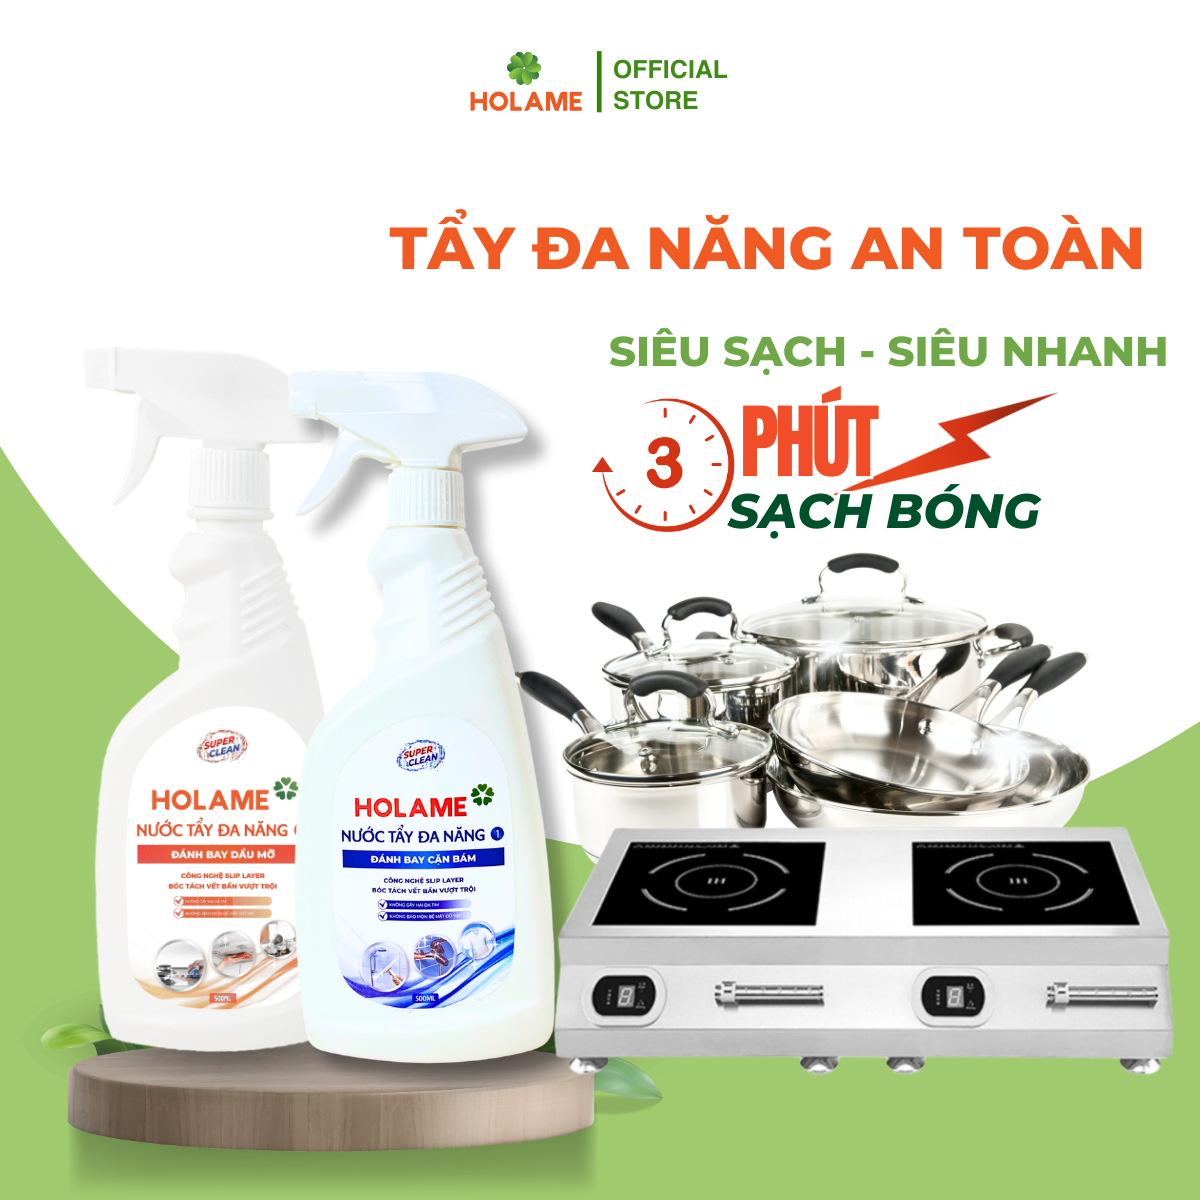 HOLAME
OFFICIAL
STORE
TẨY ĐA NĂNG AN TOÀN
SIÊU SẠCH - SIÊU NHANH
3
PHÚT
SẠCH BÓNG
SUPER
CLEAN
HOLAME
NƯỚC TẨY ĐA NĂNG
ĐÁNH BAY DẦU MỠ
CÔNG NGHỆ SLIP LAYER
BÓC TÁCH VẾT BẨN VƯỢT TRỘI
500ML
SUPER
CLEAN
HOLAME
NƯỚC TẨY ĐA NĂNG 1
ĐÁNH BAY CẶN BÁM
CÔNG NGHỆ SLIP LAYER
BÓC TÁCH VẾT BẨN VƯỢT TRỘI
KHÔNG GÂY HẠI DA TAY
KHÔNG BÀO MÒN BỀ MẶT ĐỒ VẬT
500ML